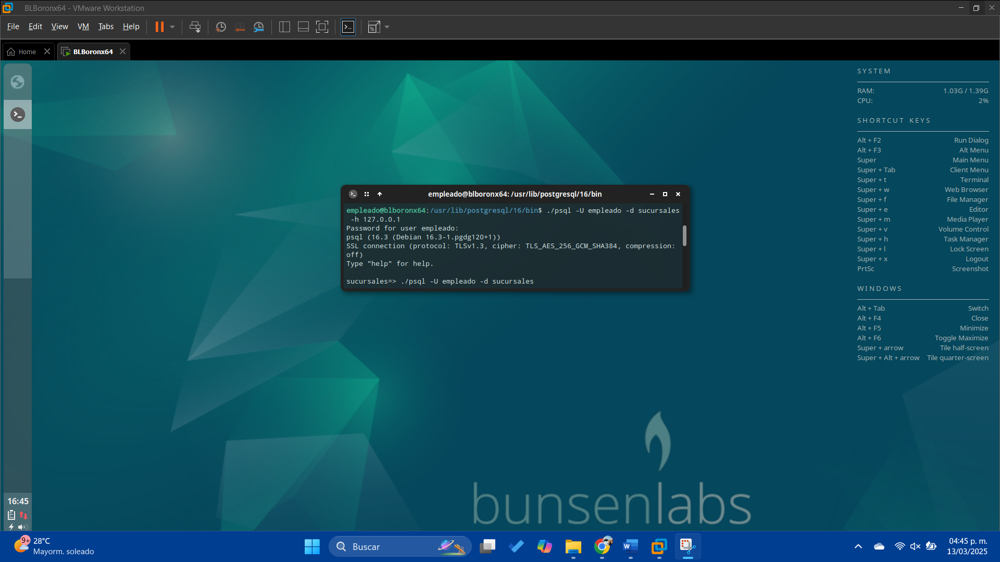 BLBoronx64 - VMware Workstation
File Edit View VM Tabs Help
Home
BLBoronx64
SYSTEM
RAM: 1.03G / 1.39G
CPU: 2%
SHORTCUT KEYS
Alt + F2 Run Dialog
Alt + F3 Alt Menu
Super Main Menu
Super + Tab Client Menu
Super + t Terminal
Super + w Web Browser
Super + f File Manager
Super + e Editor
Super + m Media Player
Super + v Volume Control
Super + h Task Manager
Super + l Lock Screen
Super + x Logout
PrtSc Screenshot
WINDOWS
Alt + Tab Switch
Alt + F4 Close
Alt + F5 Minimize
Alt + F6 Toggle Maximize
Super + arrow Tile half-screen
Super + Alt + arrow Tile quarter-screen
empleado@blboronx64: /usr/lib/postgresql/16/bin
empleado@blboronx64:/usr/lib/postgresql/16/bin$ ./psql -U empleado -d sucursales
-h 127.0.0.1
Password for user empleado:
psql (16.3 (Debian 16.3-1.pgdg120+1))
SSL connection (protocol: TLSv1.3, cipher: TLS_AES_256_GCM_SHA384, compression:
off)
Type "help" for help.
sucursales=> ./psql -U empleado -d sucursales
bunsenlabs
16:45
9+
28°C
Mayorm. soleado
Buscar
04:45 p. m.
13/03/2025